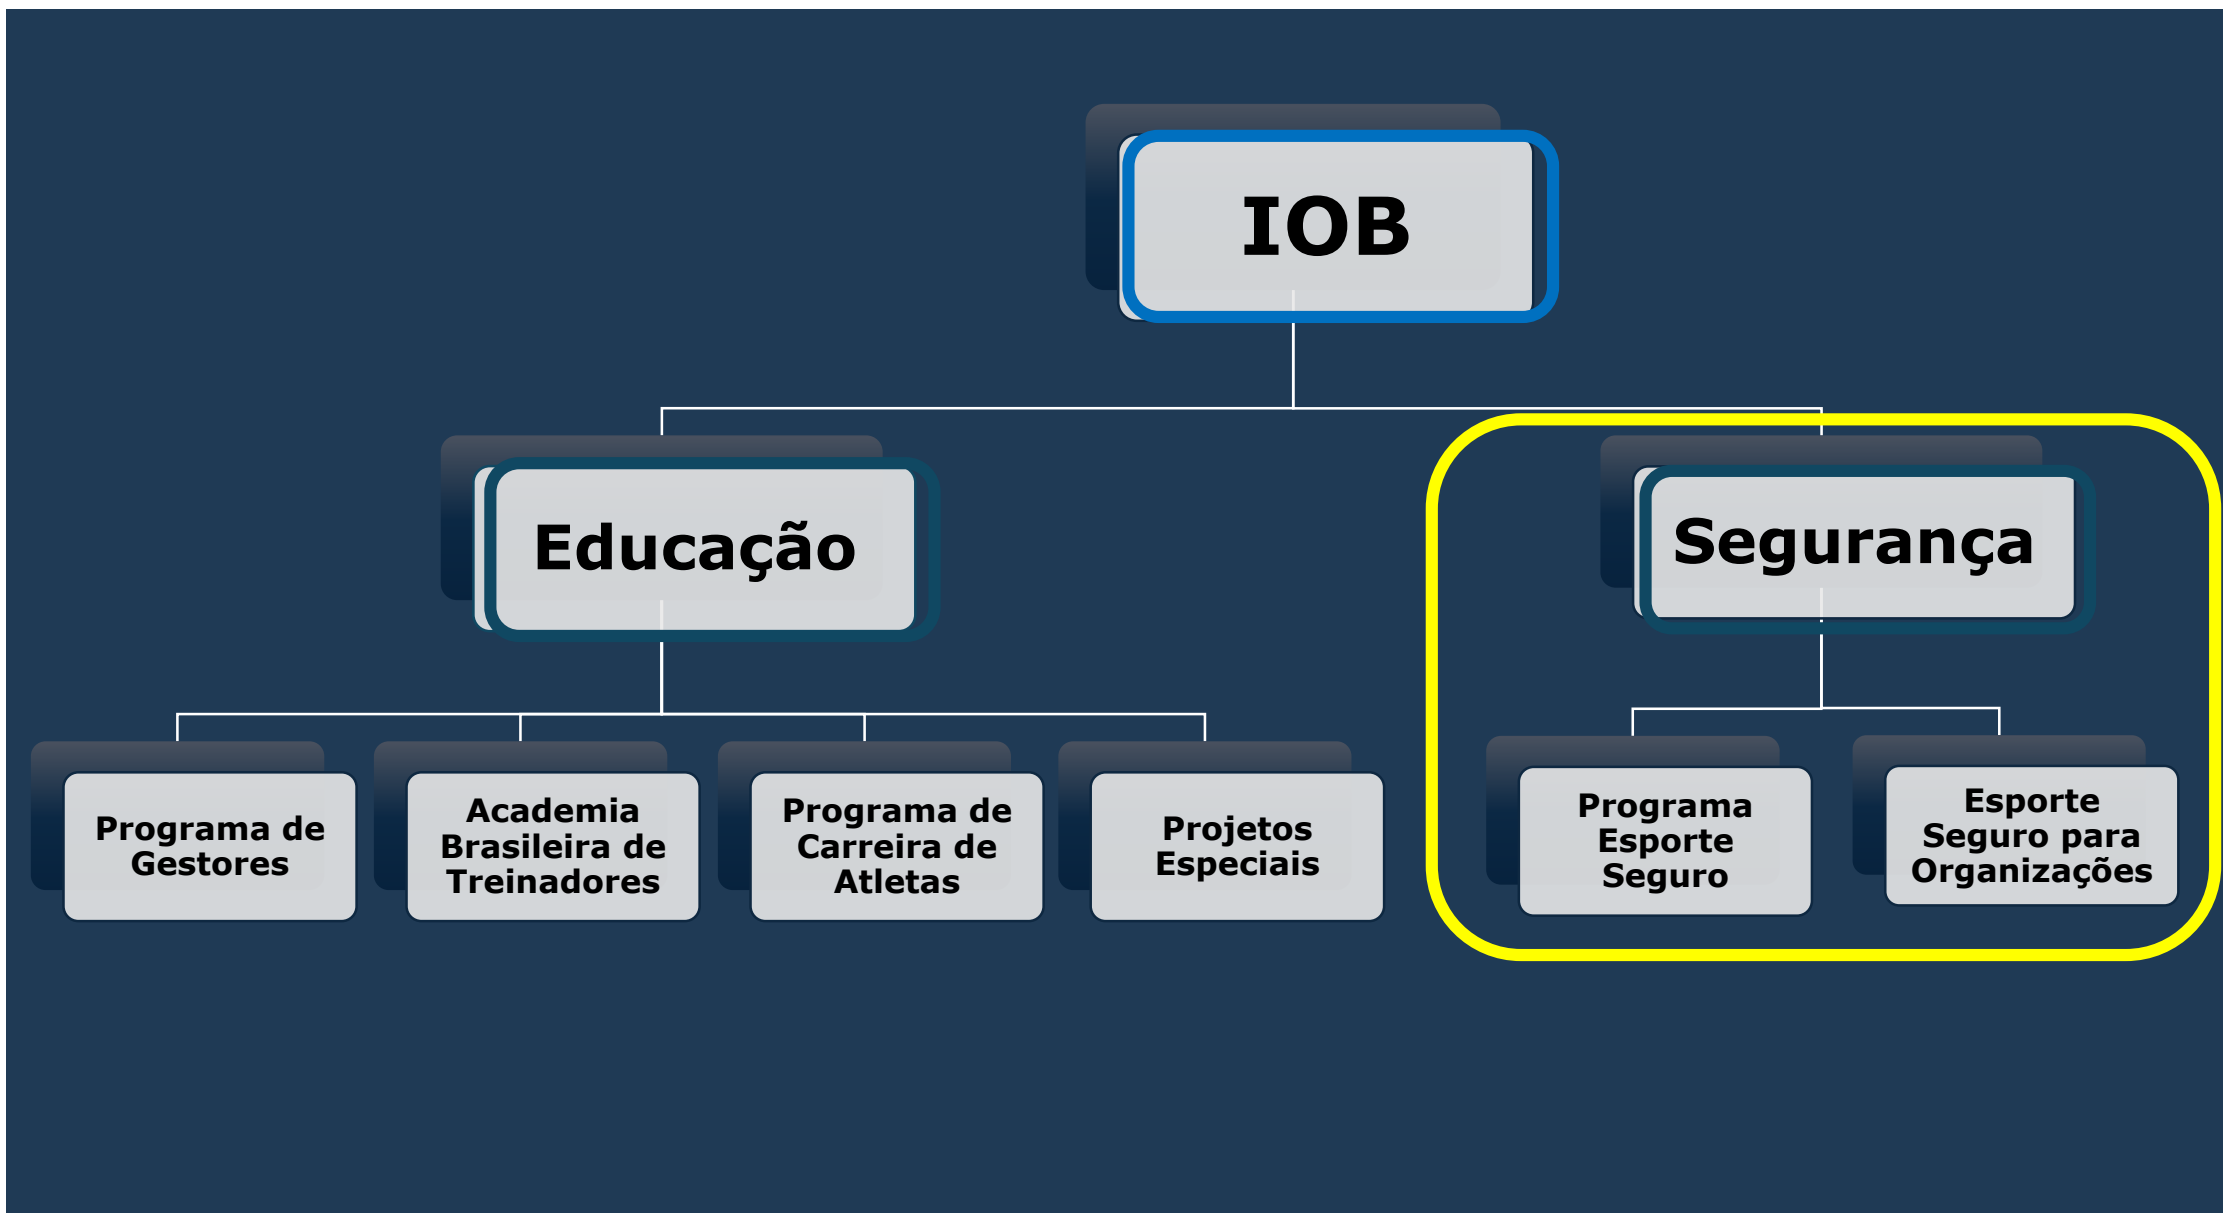 IOB
Educação
Segurança
Programa de
Gestores
Academia
Brasileira de
Treinadores
Programa de
Carreira de
Atletas
Projetos
Especiais
Programa
Esporte
Seguro
Esporte
Seguro para
Organizações